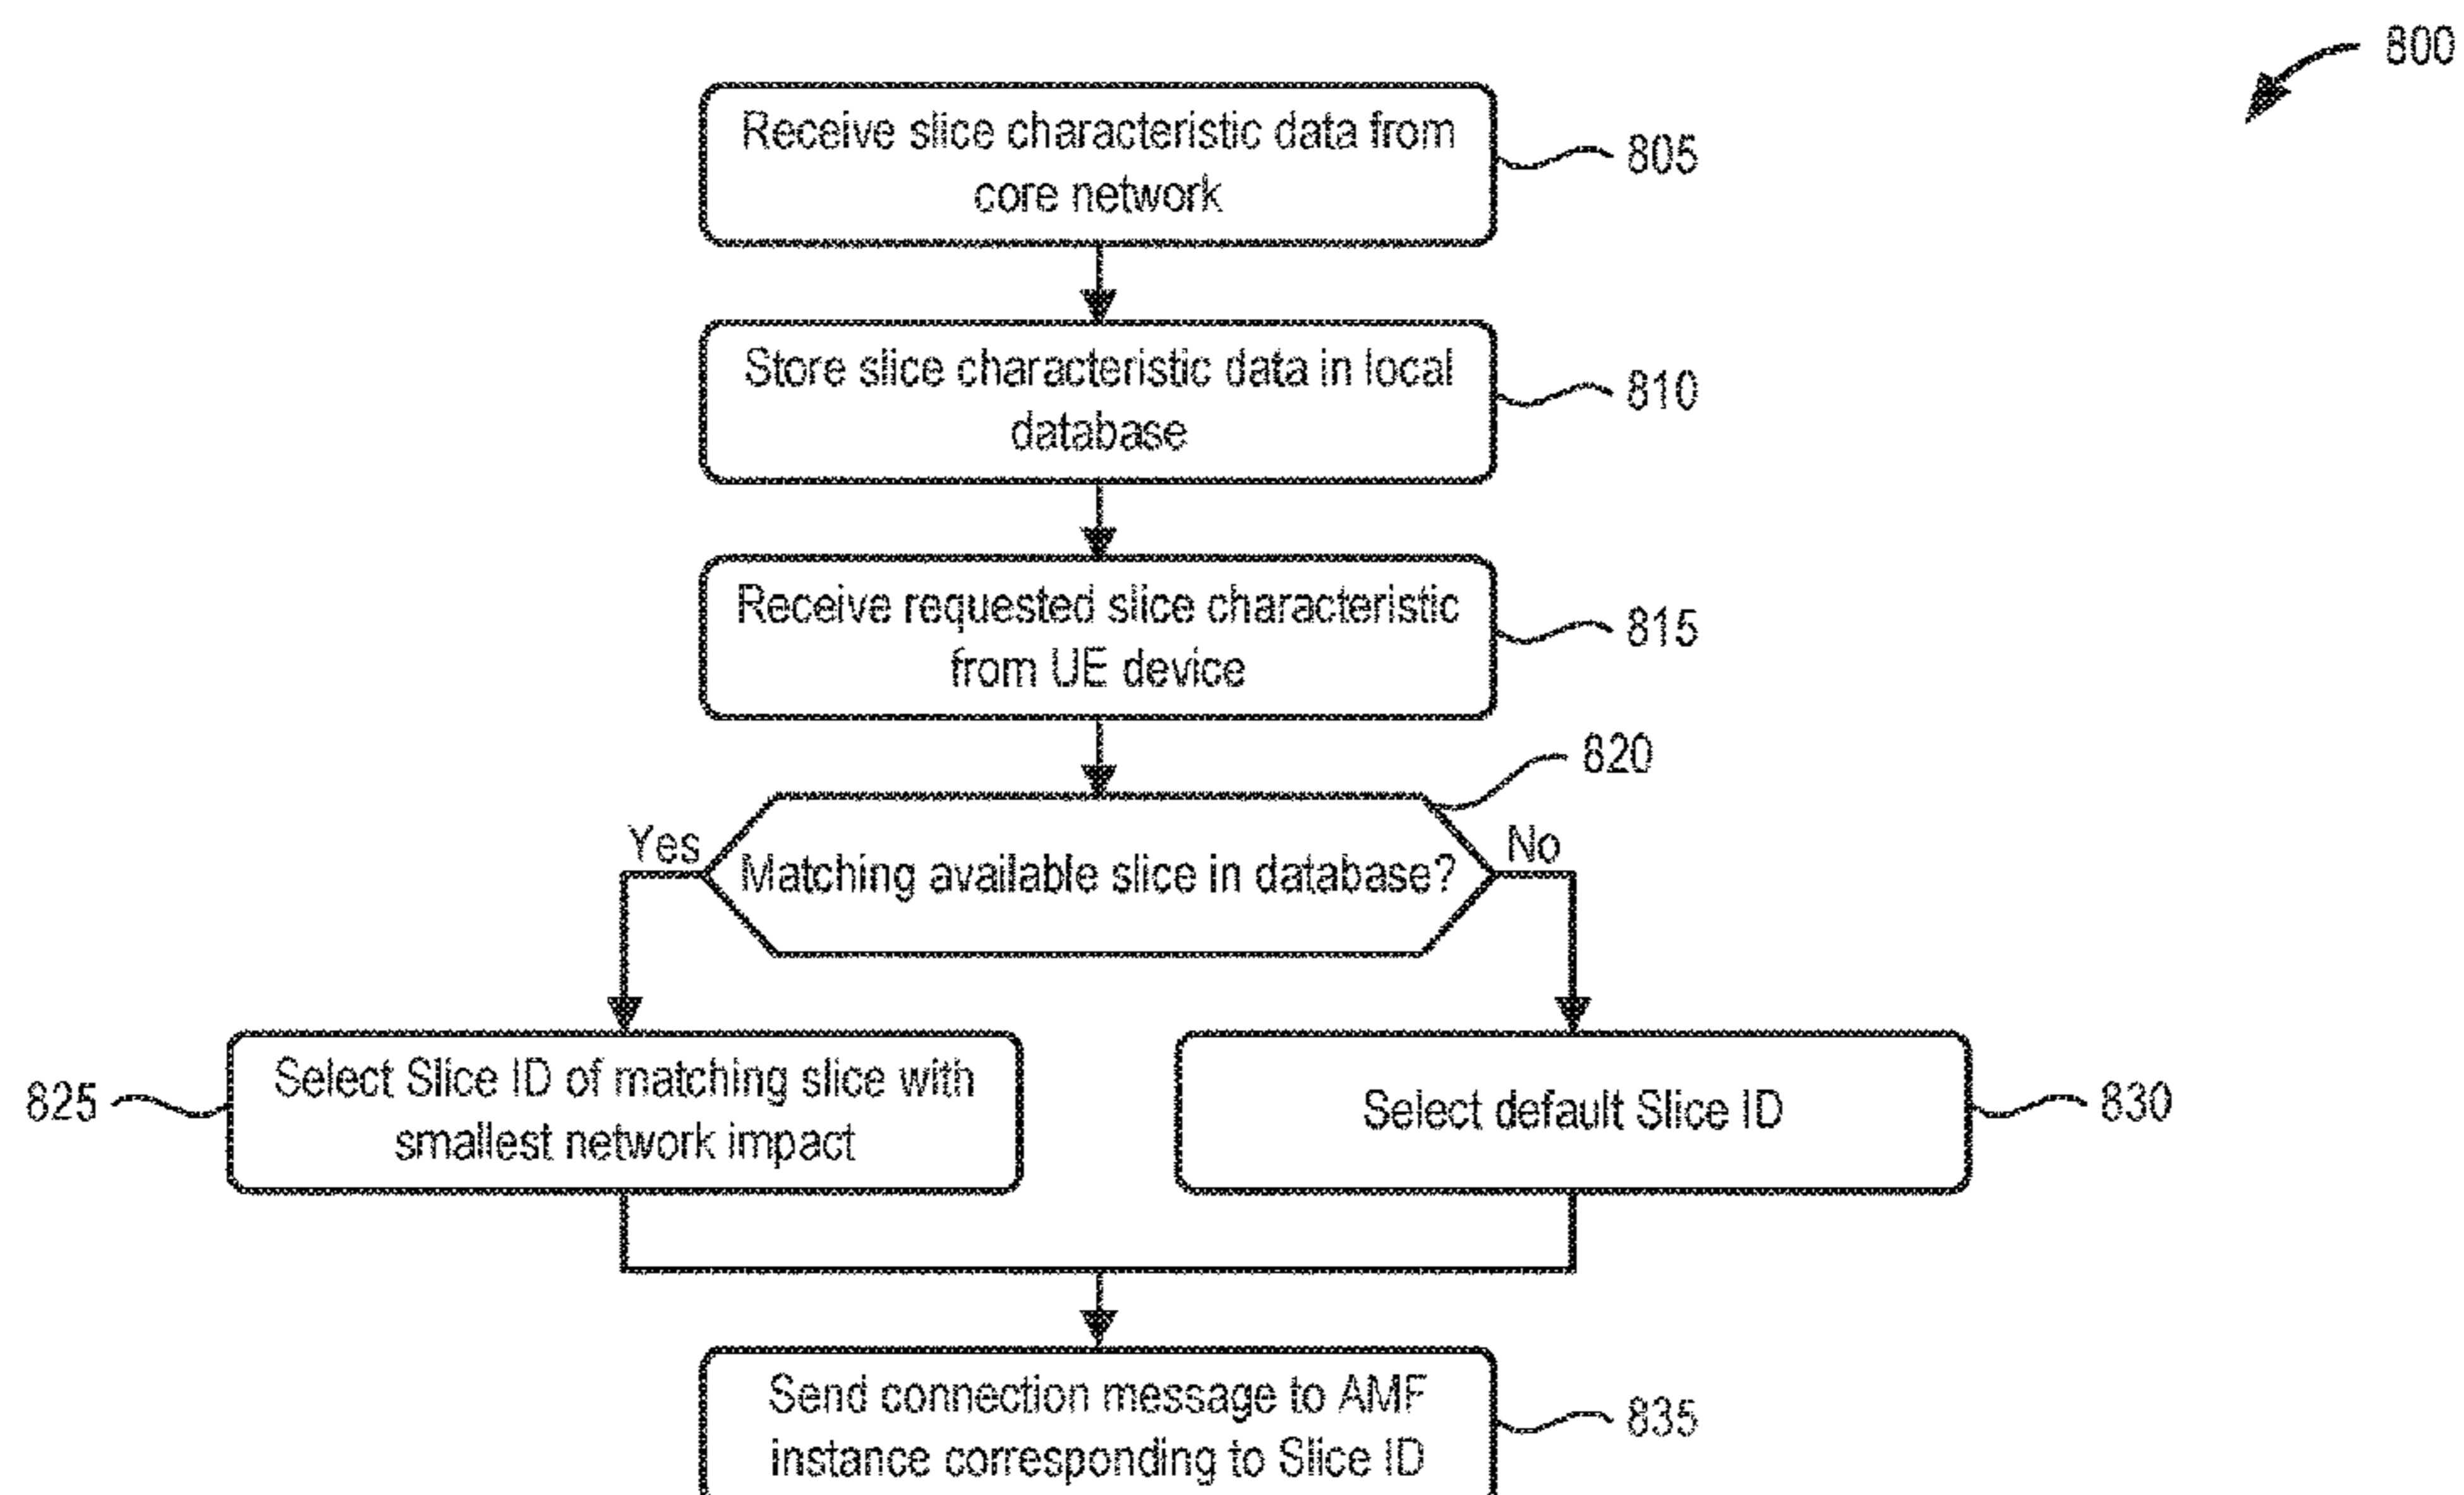 800
Receive slice characteristic data from
core network
805
Store slice characteristic data in local
database
810
Receive requested slice characteristic
from UE device
815
820
Yes
Matching available slice in database?
No
825
Select Slice ID of matching slice with
smallest network impact
Select default Slice ID
830
Send connection message to AMF
instance corresponding to Slice ID
835